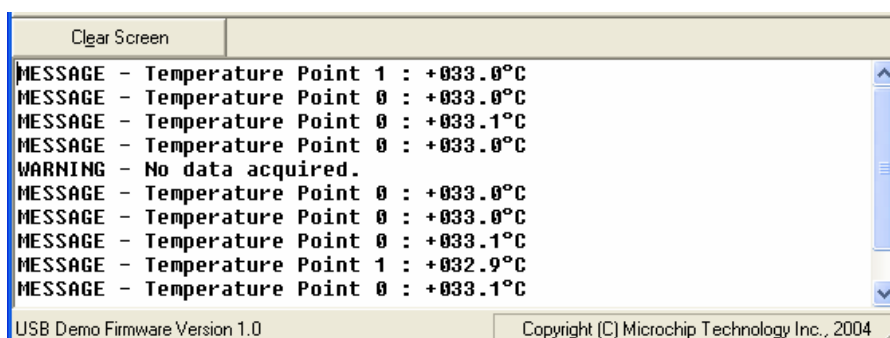 Clear Screen
MESSAGE - Temperature Point 1 : +033.0°C
MESSAGE - Temperature Point 0 : +033.0°C
MESSAGE - Temperature Point 0 : +033.1°C
MESSAGE - Temperature Point 0 : +033.0°C
WARNING - No data acquired.
MESSAGE - Temperature Point 0 : +033.0°C
MESSAGE - Temperature Point 0 : +033.0°C
MESSAGE - Temperature Point 0 : +033.1°C
MESSAGE - Temperature Point 1 : +032.9°C
MESSAGE - Temperature Point 0 : +033.1°C
USB Demo Firmware Version 1.0 Copyright (C) Microchip Technology Inc., 2004